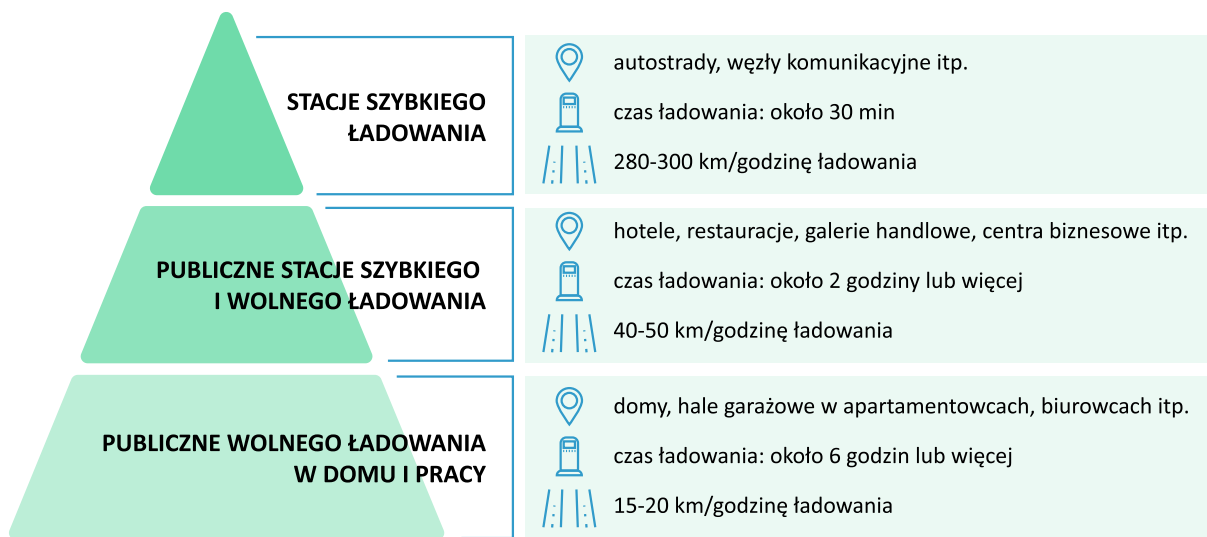 STACJE SZYBKIEGO
ŁADOWANIA
autostrady, węzły komunikacyjne itp.
czas ładowania: około 30 min
280-300 km/godzinę ładowania
PUBLICZNE STACJE SZYBKIEGO
I WOLNEGO ŁADOWANIA
hotele, restauracje, galerie handlowe, centra biznesowe itp.
czas ładowania: około 2 godziny lub więcej
40-50 km/godzinę ładowania
PUBLICZNE WOLNEGO ŁADOWANIA
W DOMU I PRACY
domy, hale garażowe w apartamentowcach, biurowcach itp.
czas ładowania: około 6 godzin lub więcej
15-20 km/godzinę ładowania